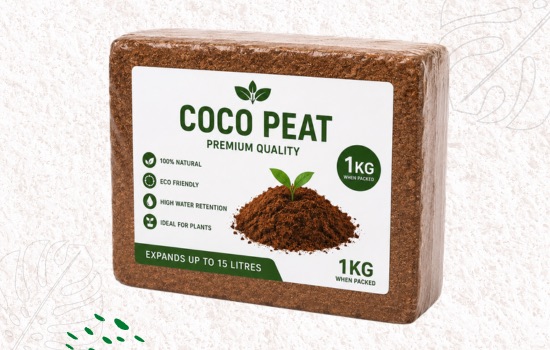 COCO PEAT
PREMIUM QUALITY
100% NATURAL
ECO FRIENDLY
HIGH WATER RETENTION
IDEAL FOR PLANTS
1KG
WHEN PACKED
EXPANDS UP TO 15 LITRES
1KG
WHEN PACKED